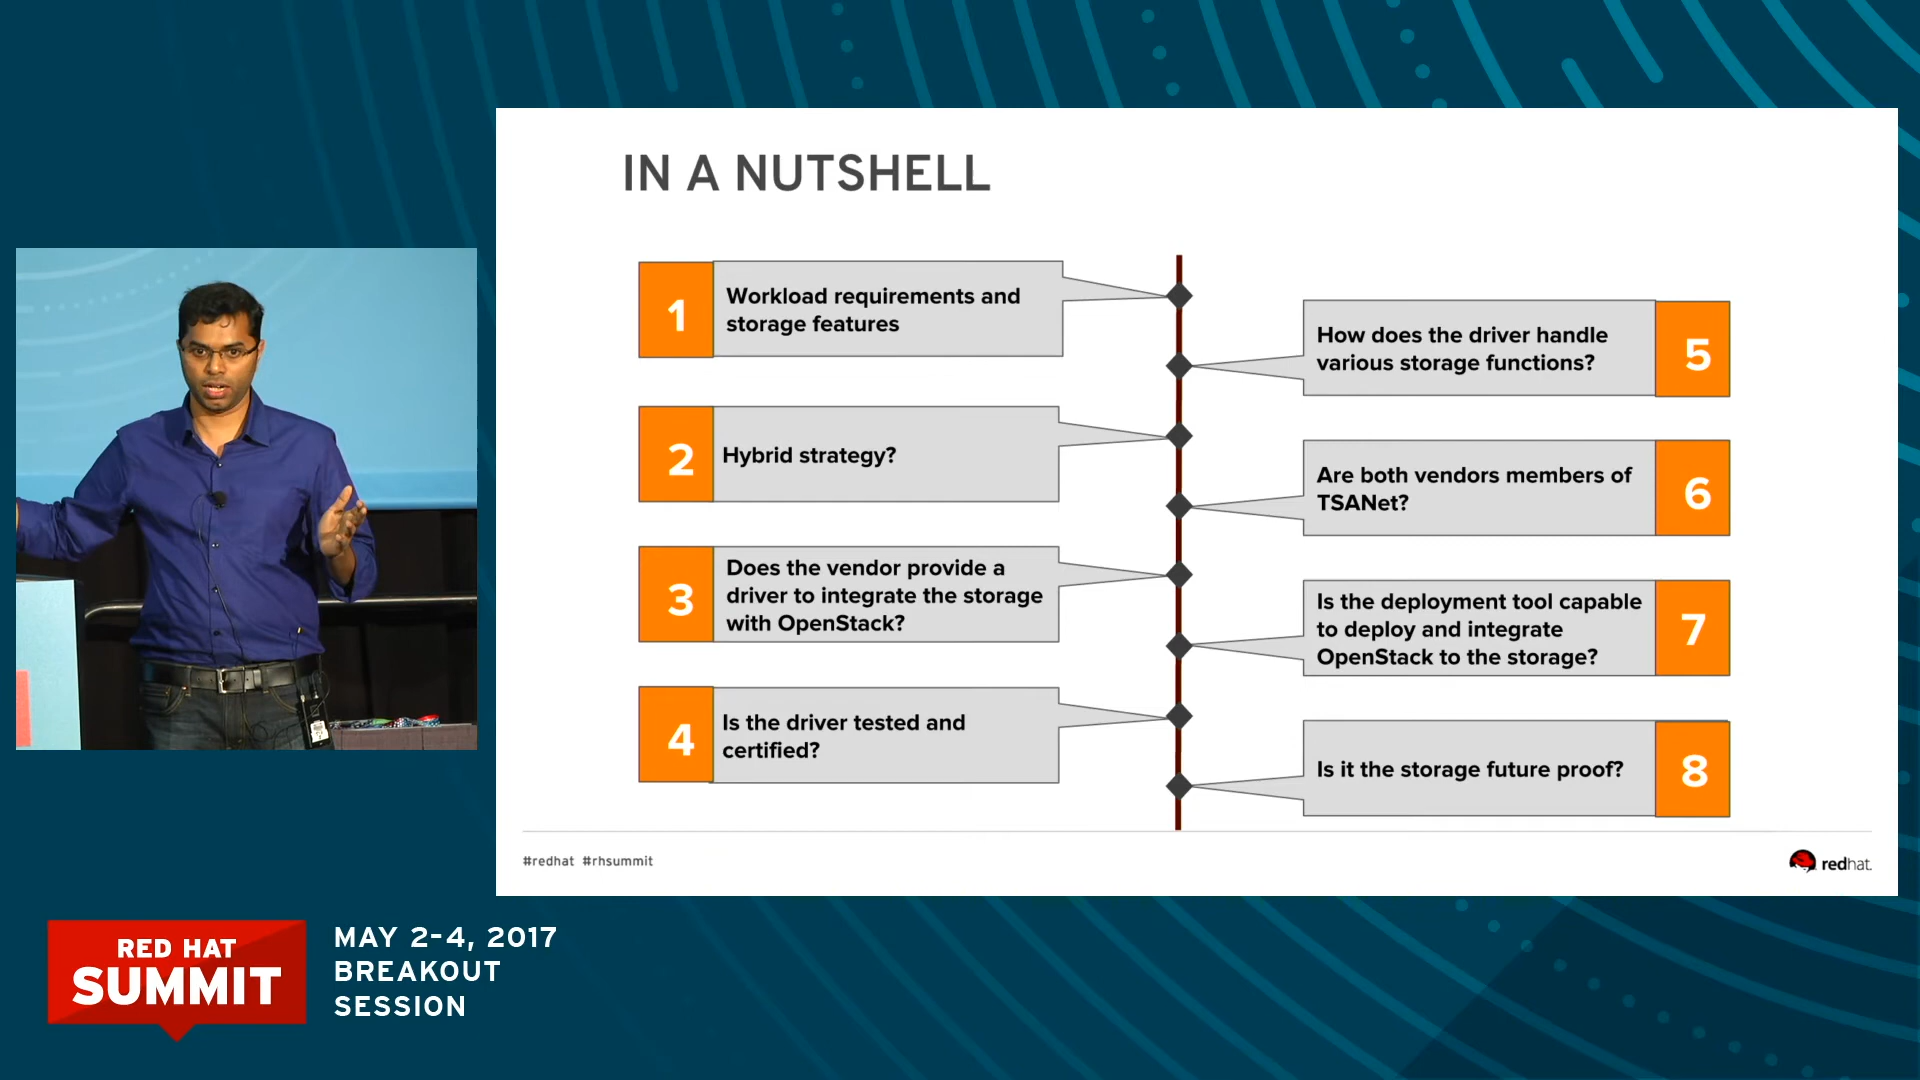 IN A NUTSHELL
1
Workload requirements and
storage features
2
Hybrid strategy?
3
Does the vendor provide a
driver to integrate the storage
with OpenStack?
4
Is the driver tested and
certified?
How does the driver handle
various storage functions?
5
Are both vendors members of
TSANet?
6
Is the deployment tool capable
to deploy and integrate
OpenStack to the storage?
7
Is it the storage future proof?
8
#redhat #rhsummit
redhat.
RED HAT
SUMMIT
MAY 2-4, 2017
BREAKOUT
SESSION